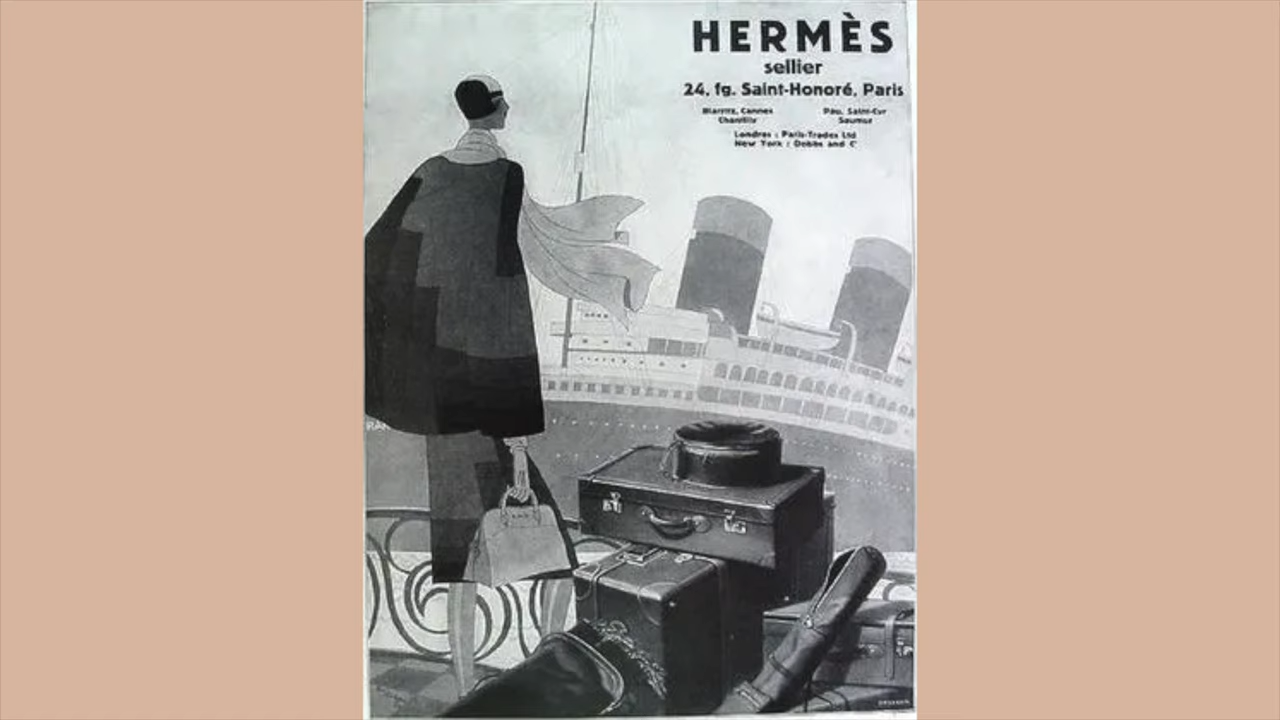 HERMÈS
sellier
24, fg. Saint-Honoré, Paris
Biarritz, Cannes
Chantilly
Pau, Saint-Cyr
Saumur
Londres : Paris-Trades Ltd
New York : Dobbs and C°